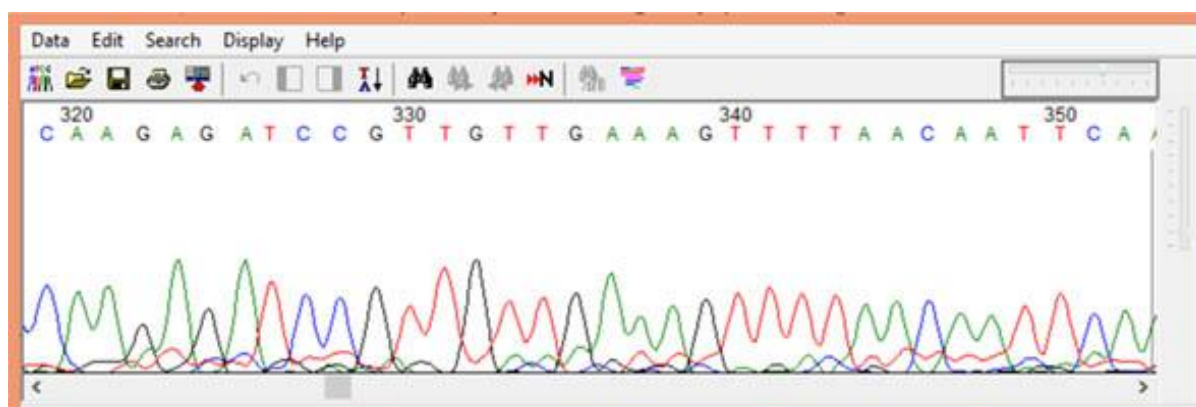 Data Edit Search Display Help
320 330 340 350
C A A G A G A T C C G T T G T T G A A A G T T T T A A C A A T T C A A